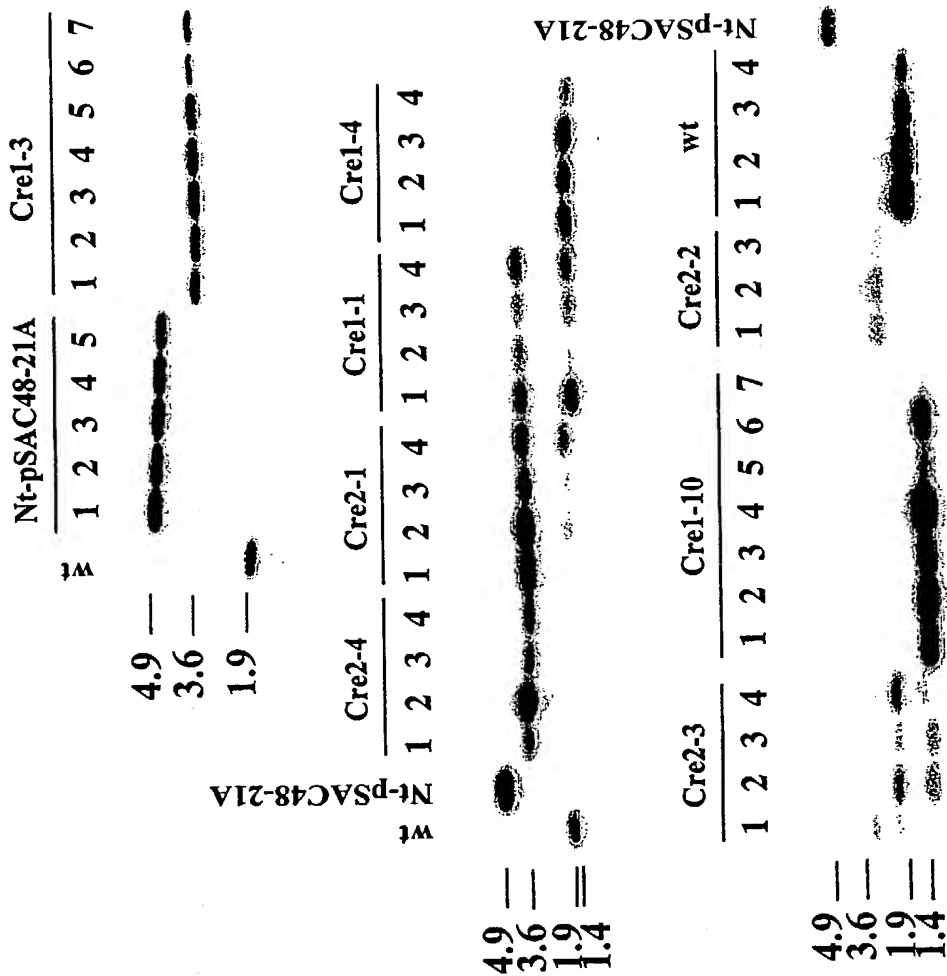 Nt-pSAC48-21A Cre1-3
wt 1 2 3 4 5 1 2 3 4 5 6 7
4.9
3.6
1.9
Cre2-4 Cre2-1 Cre1-1 Cre1-4
wt Nt-pSAC48-21A 1 2 3 4 1 2 3 4 1 2 3 4 1 2 3 4
4.9
3.6
1.9
1.4
Cre2-3 Cre1-10 Cre2-2 wt
1 2 3 4 1 2 3 4 5 6 7 1 2 3 1 2 3 4 Nt-pSAC48-21A
4.9
3.6
1.9
1.4